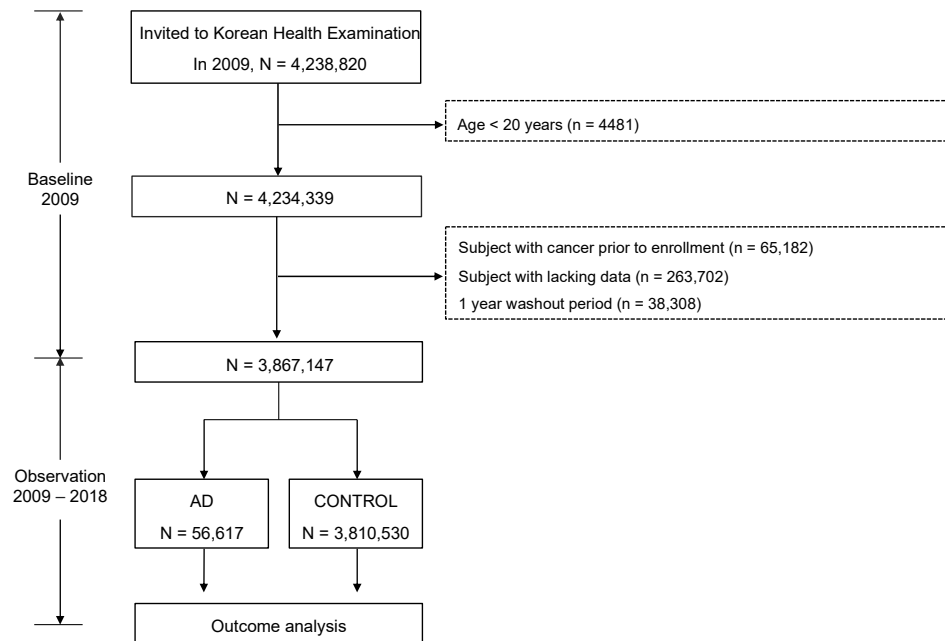 Invited to Korean Health Examination
In 2009, N = 4,238,820
Age < 20 years (n = 4481)
Baseline
2009
N = 4,234,339
Subject with cancer prior to enrollment (n = 65,182)
Subject with lacking data (n = 263,702)
1 year washout period (n = 38,308)
N = 3,867,147
Observation
2009 – 2018
AD
N = 56,617
CONTROL
N = 3,810,530
Outcome analysis